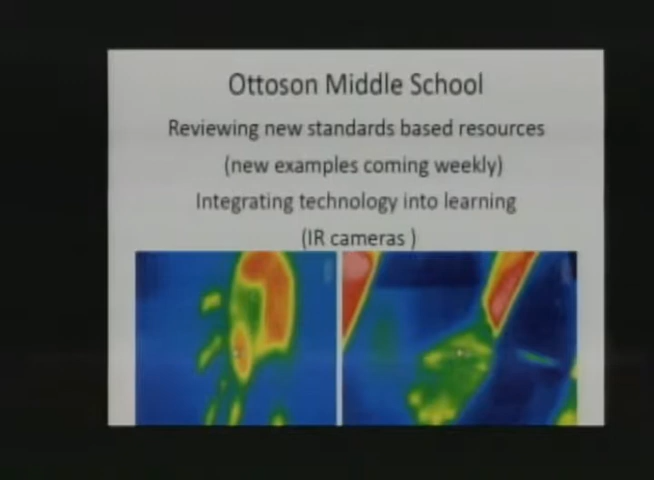 Ottoson Middle School
Reviewing new standards based resources
(new examples coming weekly)
Integrating technology into learning
(IR cameras )